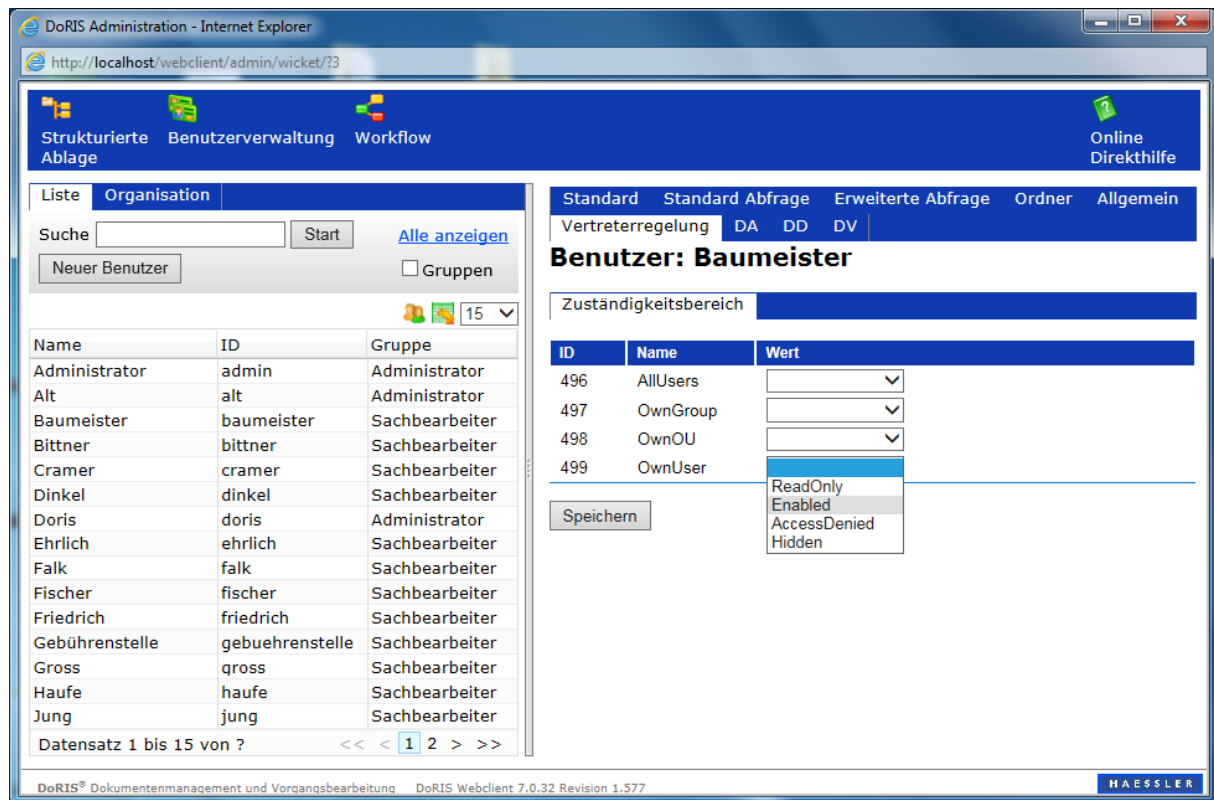 DoRIS Administration - Internet Explorer
http://localhost/webclient/admin/wicket/?3
Strukturierte Ablage
Benutzerverwaltung
Workflow
Online Direkthilfe
Liste Organisation
Suche Start Alle anzeigen
Neuer Benutzer Gruppen
15
Name ID Gruppe
Administrator admin Administrator
Alt alt Administrator
Baumeister baumeister Sachbearbeiter
Bittner bittner Sachbearbeiter
Cramer cramer Sachbearbeiter
Dinkel dinkel Sachbearbeiter
Doris doris Administrator
Ehrlich ehrlich Sachbearbeiter
Falk falk Sachbearbeiter
Fischer fischer Sachbearbeiter
Friedrich friedrich Sachbearbeiter
Gebührenstelle gebuehrenstelle Sachbearbeiter
Gross gross Sachbearbeiter
Haufe haufe Sachbearbeiter
Jung jung Sachbearbeiter
Datensatz 1 bis 15 von ? << < 1 2 > >>
Standard Standard Abfrage Erweiterte Abfrage Ordner Allgemein
Vertreterregelung DA DD DV
Benutzer: Baumeister
Zuständigkeitsbereich
ID Name Wert
496 AllUsers
497 OwnGroup
498 OwnOU
499 OwnUser
ReadOnly
Enabled
AccessDenied
Hidden
Speichern
DoRIS® Dokumentenmanagement und Vorgangsbearbeitung DoRIS Webclient 7.0.32 Revision 1.577
HAESSLER